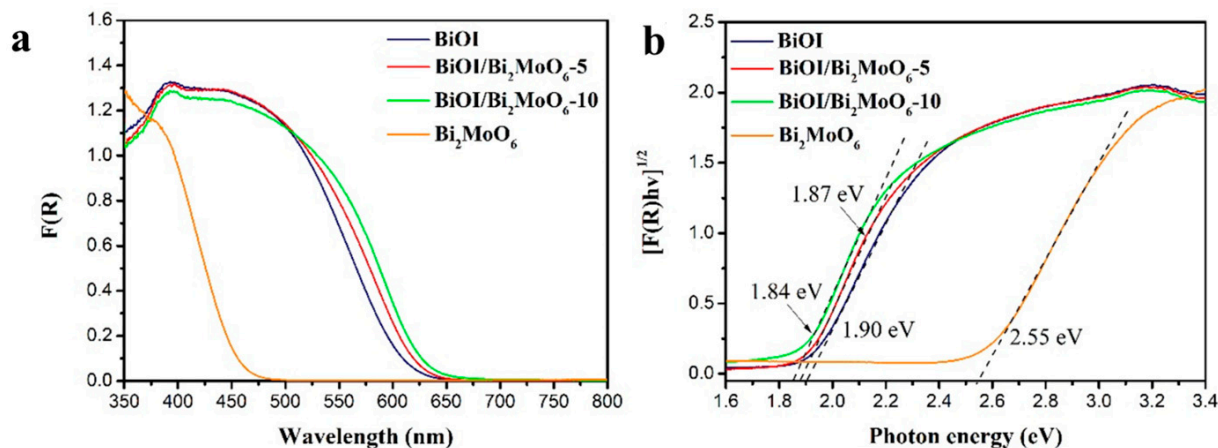 a
F(R)
1.6
1.4
1.2
1.0
0.8
0.6
0.4
0.2
0.0
BiOI
BiOI/Bi₂MoO₆-5
BiOI/Bi₂MoO₆-10
Bi₂MoO₆
350 400 450 500 550 600 650 700 750 800
Wavelength (nm)
b
[F(R)hν]¹/²
2.5
2.0
1.5
1.0
0.5
0.0
BiOI
BiOI/Bi₂MoO₆-5
BiOI/Bi₂MoO₆-10
Bi₂MoO₆
1.87 eV
1.84 eV
1.90 eV
2.55 eV
1.6 1.8 2.0 2.2 2.4 2.6 2.8 3.0 3.2 3.4
Photon energy (eV)